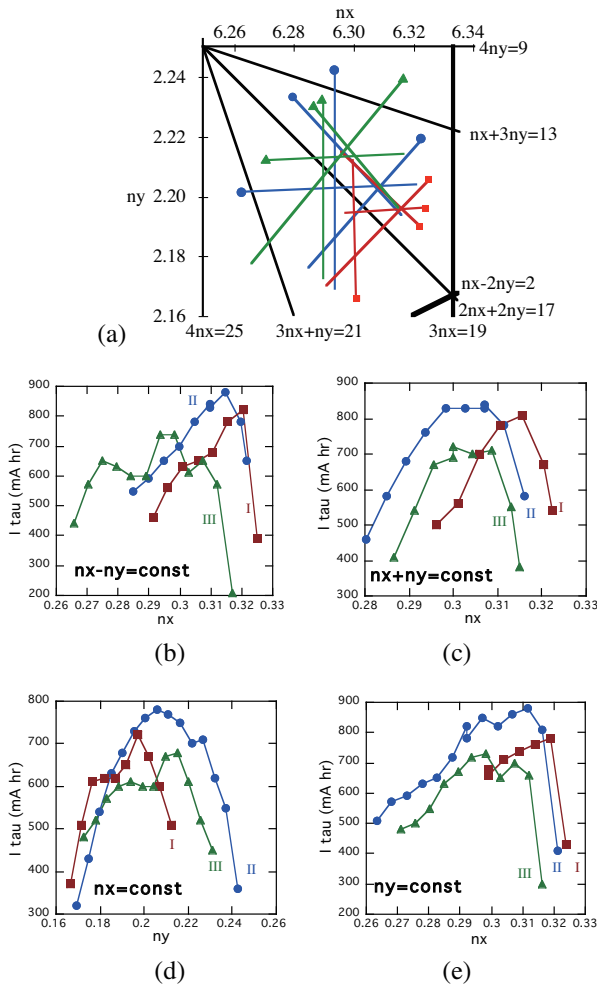 nx
6.26 6.28 6.30 6.32 6.34
4ny=9
2.24
nx+3ny=13
2.22
ny
2.20
2.18
nx-2ny=2
2nx+2ny=17
2.16
(a)
4nx=25 3nx+ny=21 3nx=19
900
800
700
600
500
400
300
200
I tau (mA hr)
II
III
I
nx-ny=const
0.26 0.27 0.28 0.29 0.3 0.31 0.32 0.33
nx
(b)
900
800
700
600
500
400
300
I tau (mA hr)
III
II
I
nx+ny=const
0.28 0.29 0.3 0.31 0.32 0.33
nx
(c)
800
700
600
500
400
300
I tau (mA hr)
I
III
II
nx=const
0.16 0.18 0.2 0.22 0.24 0.26
ny
(d)
900
800
700
600
500
400
300
200
I tau (mA hr)
III
II
I
ny=const
0.26 0.27 0.28 0.29 0.3 0.31 0.32 0.33
nx
(e)